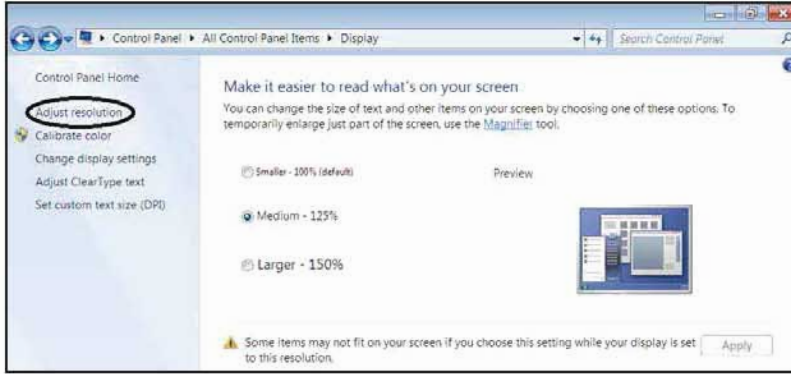 Control Panel ▸ All Control Panel Items ▸ Display
Search Control Panel
Control Panel Home
Adjust resolution
Calibrate color
Change display settings
Adjust ClearType text
Set custom text size (DPI)
Make it easier to read what's on your screen
You can change the size of text and other items on your screen by choosing one of these options. To
temporarily enlarge just part of the screen, use the Magnifier tool.
Smaller - 100% (default)
Preview
Medium - 125%
Larger - 150%
Some items may not fit on your screen if you choose this setting while your display is set
to this resolution.
Apply